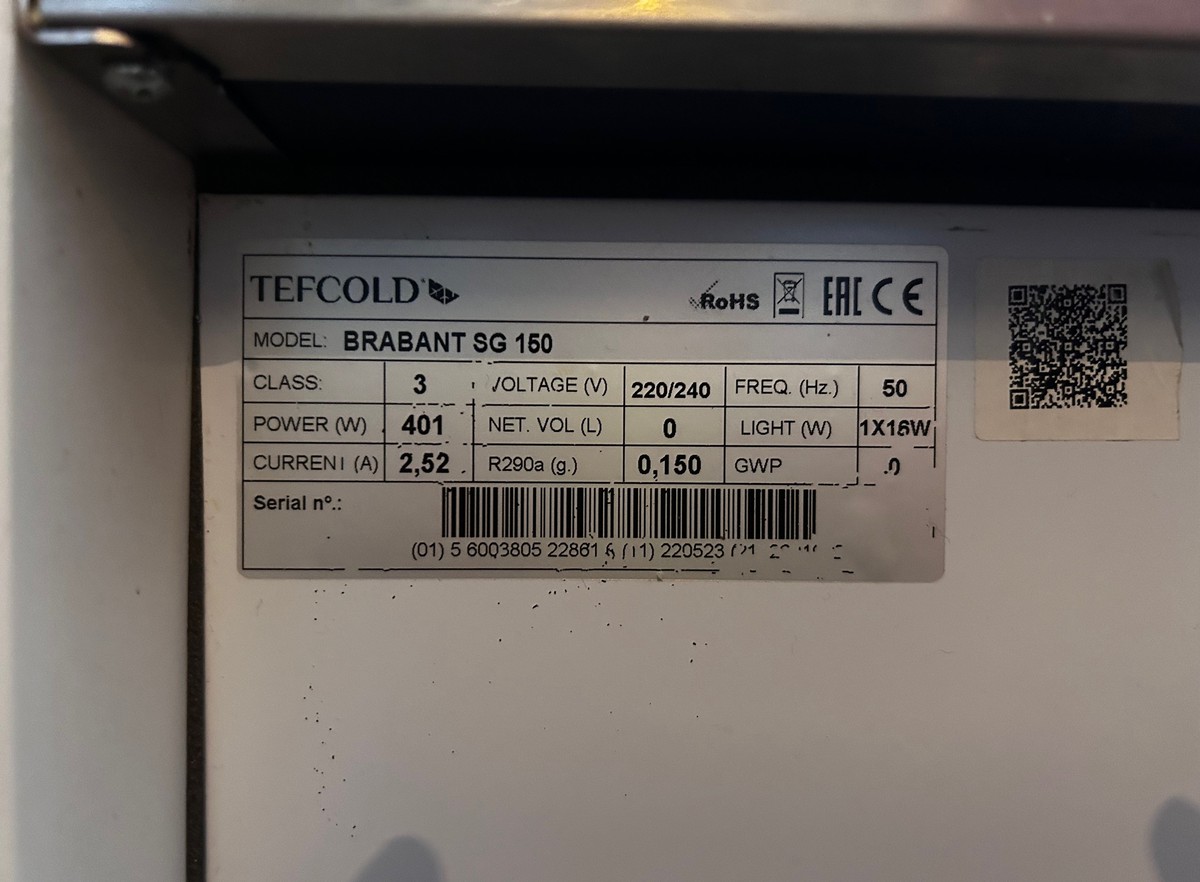 TEFCOLD RoHS EAC CE
MODEL: BRABANT SG 150
CLASS: 3 VOLTAGE (V) 220/240 FREQ. (Hz.) 50
POWER (W) 401 NET. VOL (L) 0 LIGHT (W) 1X16W
CURRENT (A) 2,52 R290a (g.) 0,150 GWP
Serial nº.:
(01) 5 6003805 22861 (11) 220523